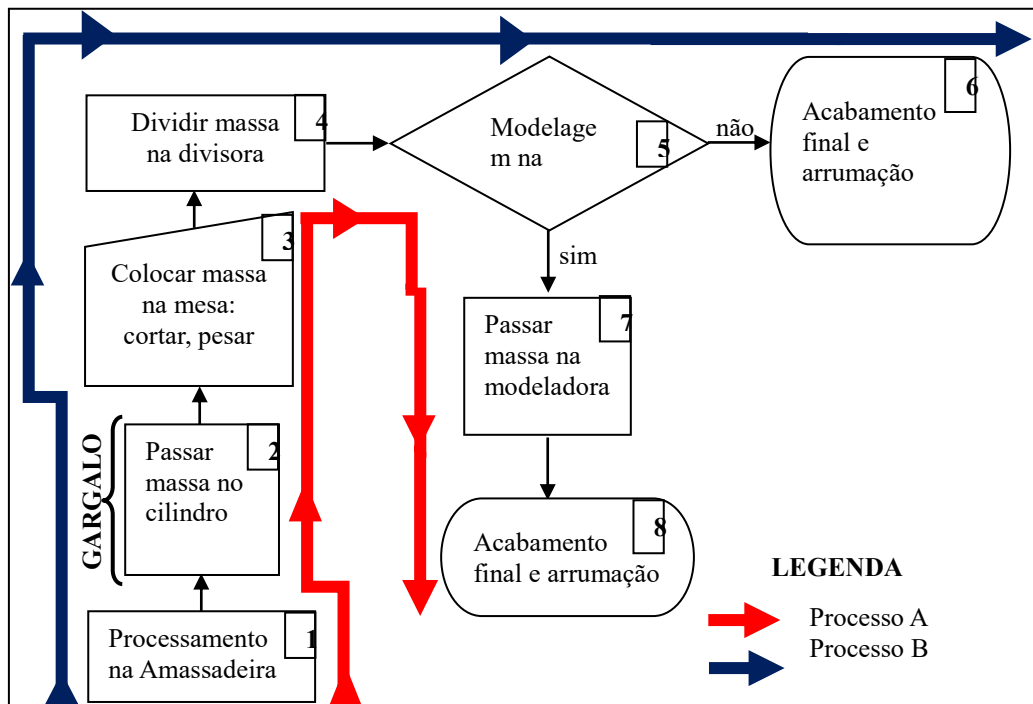 Dividir massa
na divisora
4
Modelage
m na
5
não
Acabamento
final e
arrumação
6
sim
3
Colocar massa
na mesa:
cortar, pesar
Passar
massa na
modeladora
7
GARGALO
Passar
massa no
cilindro
2
Acabamento
final e arrumação
8
Processamento
na Amassadeira
1
LEGENDA
Processo A
Processo B